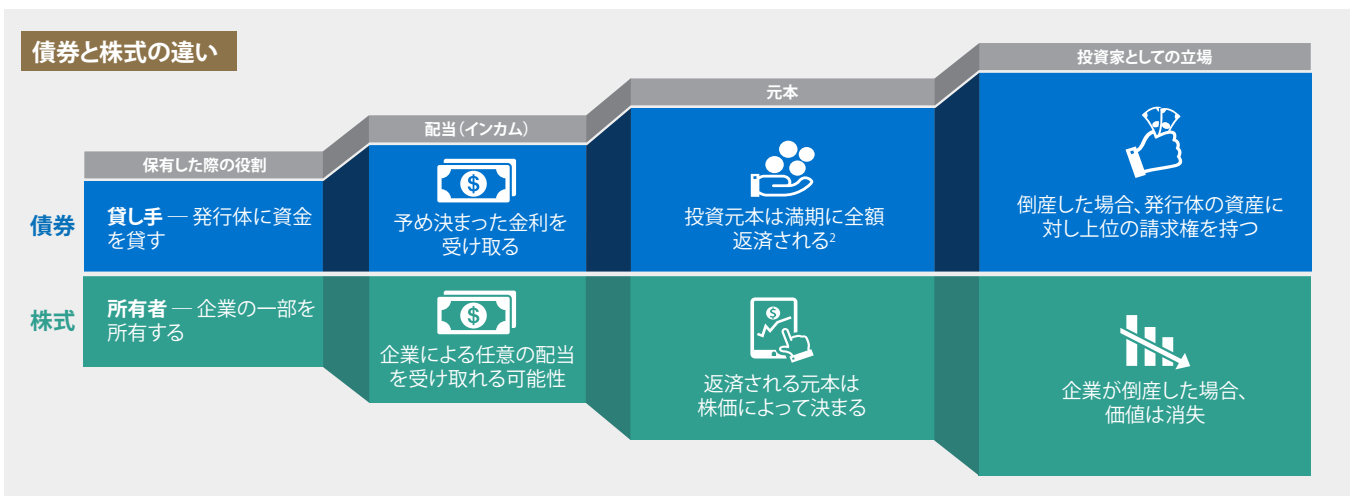 債券と株式の違い
保有した際の役割
配当（インカム）
元本
投資家としての立場
債券
貸し手 ― 発行体に資金
を貸す
予め決まった金利を
受け取る
投資元本は満期に全額
返済される2
倒産した場合、発行体の資産に
対し上位の請求権を持つ
株式
所有者 ― 企業の一部を
所有する
企業による任意の配当
を受け取れる可能性
返済される元本は
株価によって決まる
企業が倒産した場合、
価値は消失